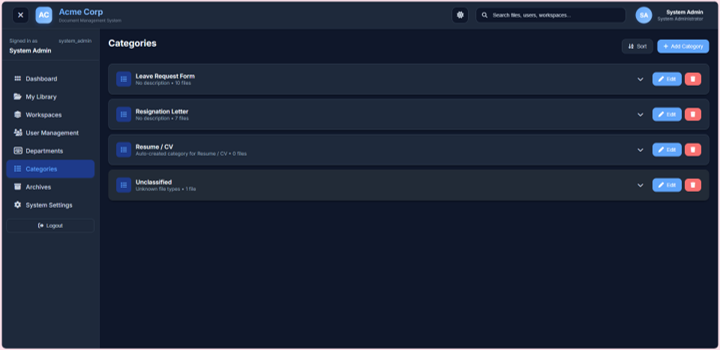 AC
Acme Corp
Document Management System
Search files, users, workspaces...
SA
System Admin
System Administrator
Signed in as
system_admin
System Admin
Dashboard
My Library
Workspaces
User Management
Departments
Categories
Archives
System Settings
Logout
Categories
Sort
Add Category
Leave Request Form
No description • 10 files
Edit
Resignation Letter
No description • 7 files
Edit
Resume / CV
Auto-created category for Resume / CV • 6 files
Edit
Unclassified
Unknown file types • 1 file
Edit